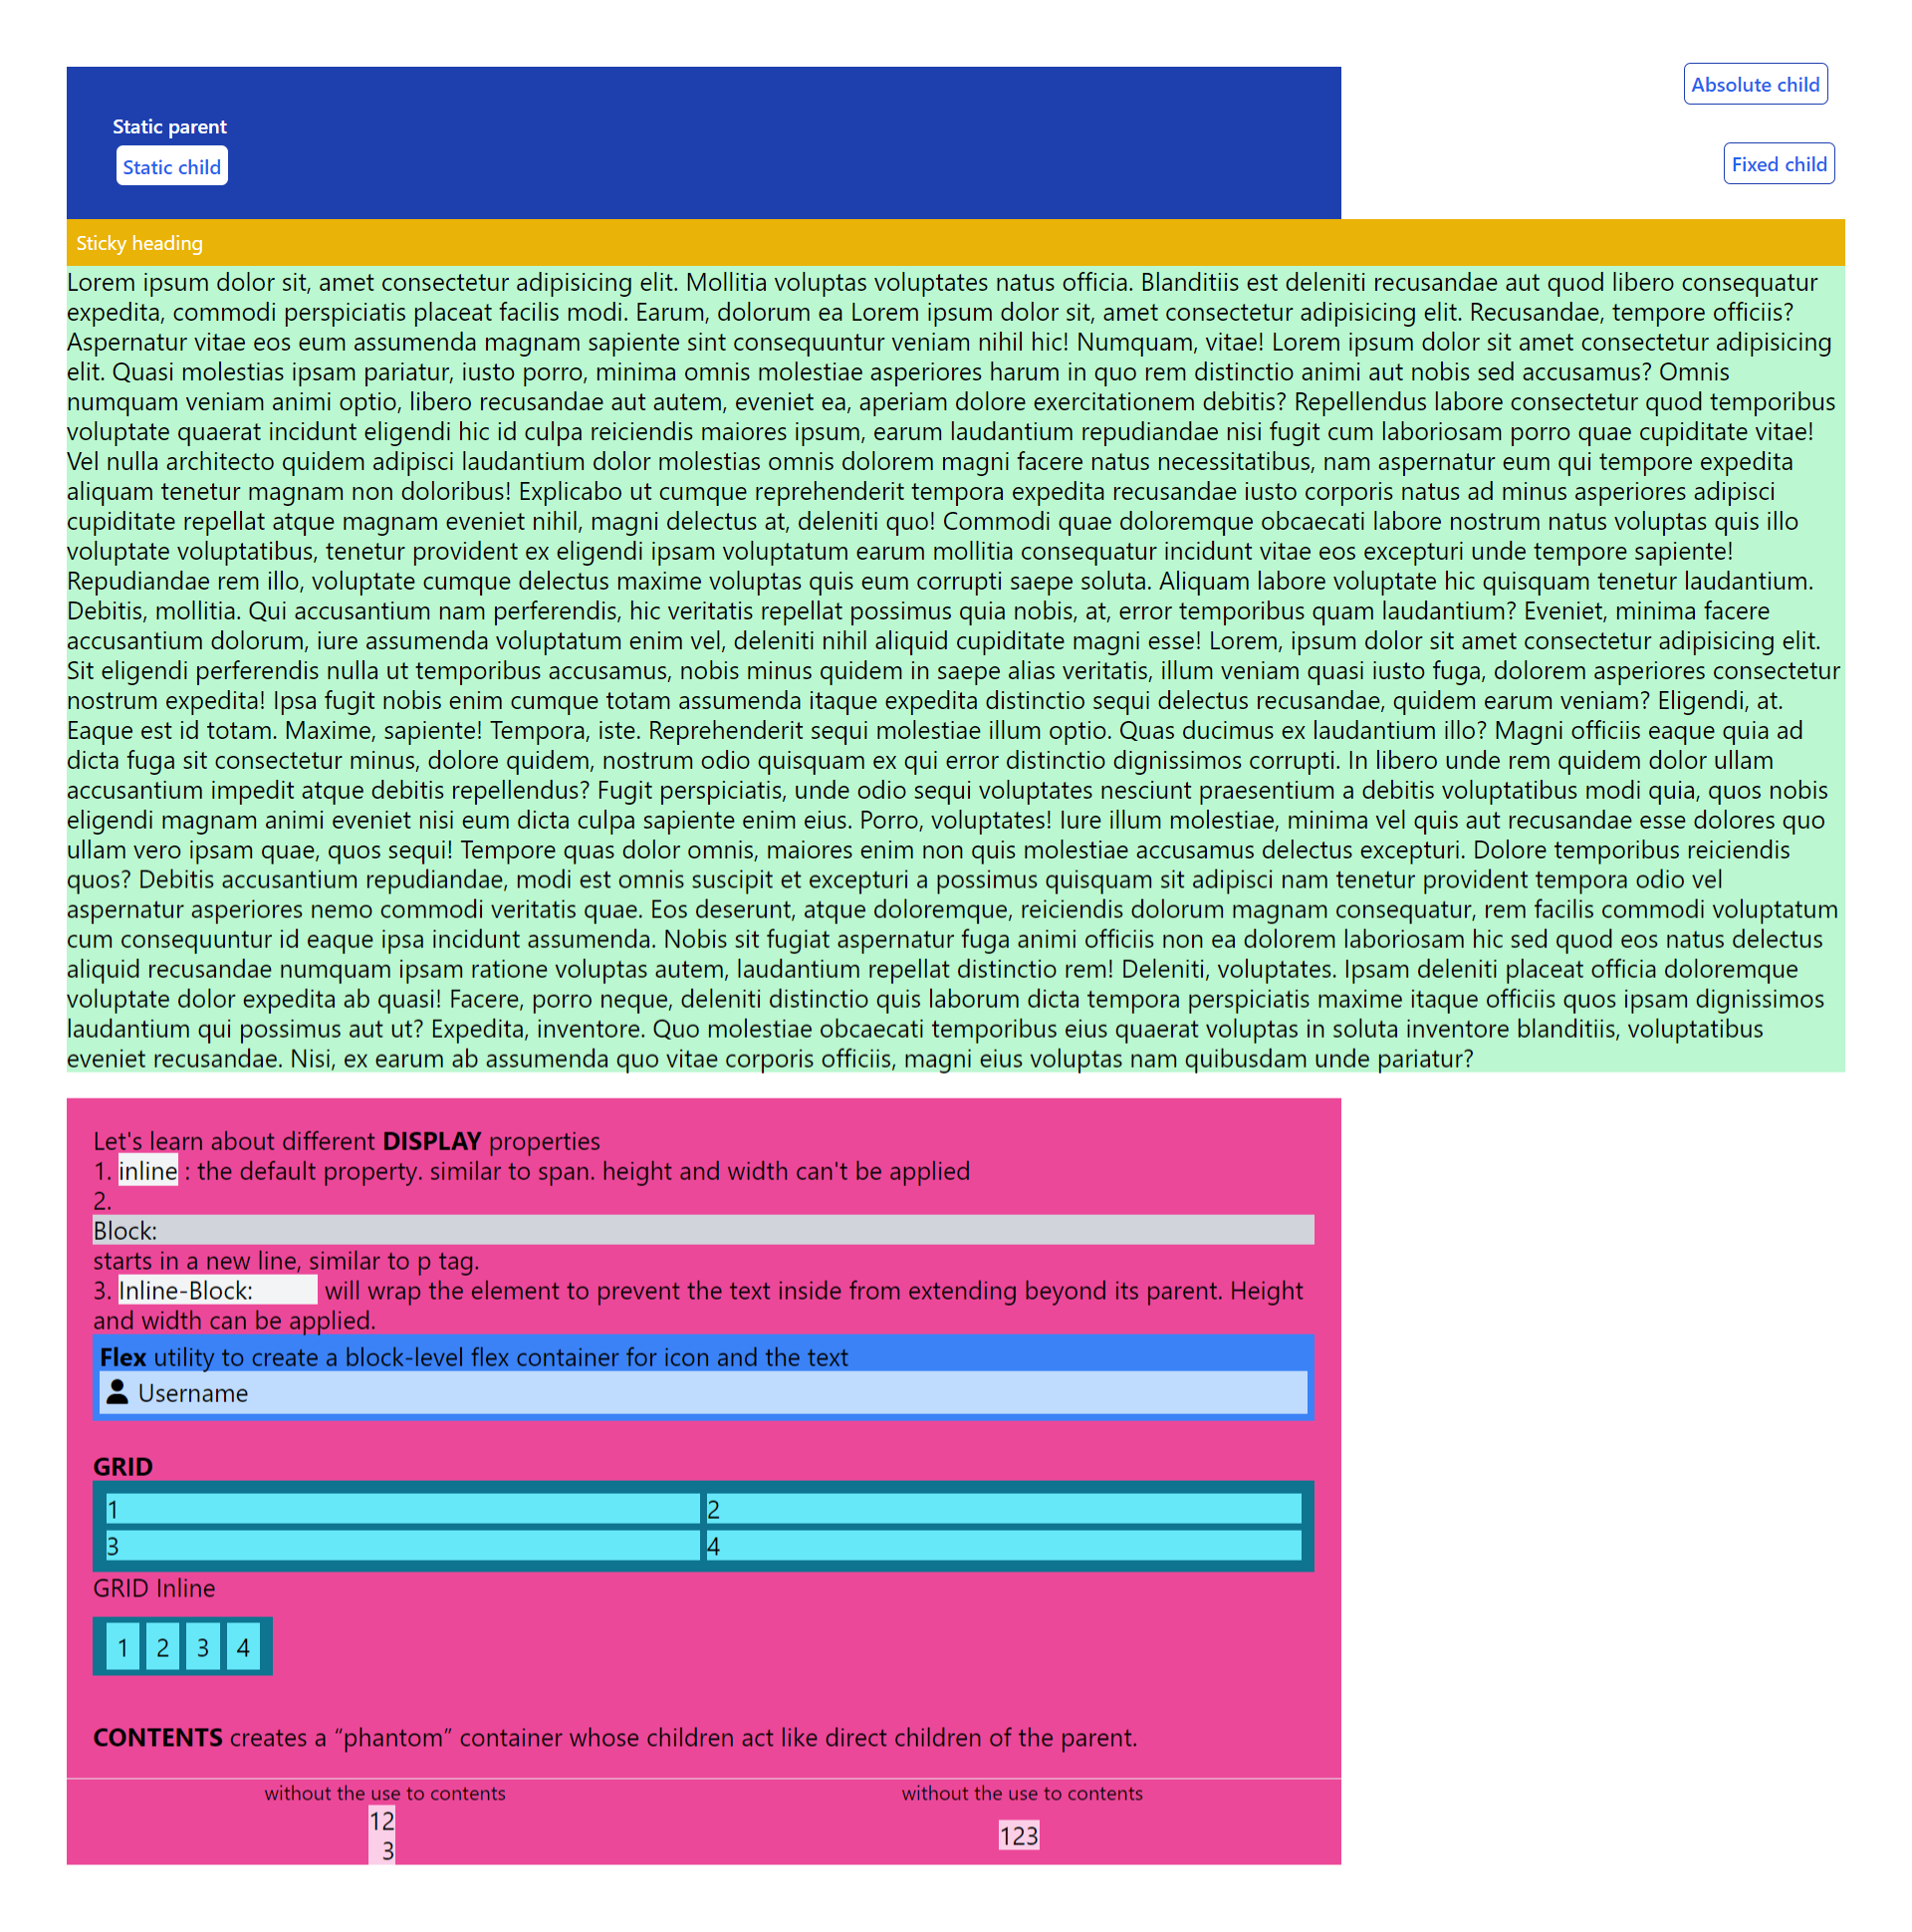 Absolute child
Static parent
Static child
Fixed child
Sticky heading
Lorem ipsum dolor sit, amet consectetur adipisicing elit. Mollitia voluptas voluptates natus officia. Blanditiis est deleniti recusandae aut quod libero consequatur
expedita, commodi perspiciatis placeat facilis modi. Earum, dolorum ea Lorem ipsum dolor sit, amet consectetur adipisicing elit. Recusandae, tempore officiis?
Aspernatur vitae eos eum assumenda magnam sapiente sint consequuntur veniam nihil hic! Numquam, vitae! Lorem ipsum dolor sit amet consectetur adipisicing
elit. Quasi molestias ipsam pariatur, iusto porro, minima omnis molestiae asperiores harum in quo rem distinctio animi aut nobis sed accusamus? Omnis
numquam veniam animi optio, libero recusandae aut autem, eveniet ea, aperiam dolore exercitationem debitis? Repellendus labore consectetur quod temporibus
voluptate quaerat incidunt eligendi hic id culpa reiciendis maiores ipsum, earum laudantium repudiandae nisi fugit cum laboriosam porro quae cupiditate vitae!
Vel nulla architecto quidem adipisci laudantium dolor molestias omnis dolorem magni facere natus necessitatibus, nam aspernatur eum qui tempore expedita
aliquam tenetur magnam non doloribus! Explicabo ut cumque reprehenderit tempora expedita recusandae iusto corporis natus ad minus asperiores adipisci
cupiditate repellat atque magnam eveniet nihil, magni delectus at, deleniti quo! Commodi quae doloremque obcaecati labore nostrum natus voluptas quis illo
voluptate voluptatibus, tenetur provident ex eligendi ipsam voluptatum earum mollitia consequatur incidunt vitae eos excepturi unde tempore sapiente!
Repudiandae rem illo, voluptate cumque delectus maxime voluptas quis eum corrupti saepe soluta. Aliquam labore voluptate hic quisquam tenetur laudantium.
Debitis, mollitia. Qui accusantium nam perferendis, hic veritatis repellat possimus quia nobis, at, error temporibus quam laudantium? Eveniet, minima facere
accusantium dolorum, iure assumenda voluptatum enim vel, deleniti nihil aliquid cupiditate magni esse! Lorem, ipsum dolor sit amet consectetur adipisicing elit.
Sit eligendi perferendis nulla ut temporibus accusamus, nobis minus quidem in saepe alias veritatis, illum veniam quasi iusto fuga, dolorem asperiores consectetur
nostrum expedita! Ipsa fugit nobis enim cumque totam assumenda itaque expedita distinctio sequi delectus recusandae, quidem earum veniam? Eligendi, at.
Eaque est id totam. Maxime, sapiente! Tempora, iste. Reprehenderit sequi molestiae illum optio. Quas ducimus ex laudantium illo? Magni officiis eaque quia ad
dicta fuga sit consectetur minus, dolore quidem, nostrum odio quisquam ex qui error distinctio dignissimos corrupti. In libero unde rem quidem dolor ullam
accusantium impedit atque debitis repellendus? Fugit perspiciatis, unde odio sequi voluptates nesciunt praesentium a debitis voluptatibus modi quia, quos nobis
eligendi magnam animi eveniet nisi eum dicta culpa sapiente enim eius. Porro, voluptates! Iure illum molestiae, minima vel quis aut recusandae esse dolores quo
ullam vero ipsam quae, quos sequi! Tempore quas dolor omnis, maiores enim non quis molestiae accusamus delectus excepturi. Dolore temporibus reiciendis
quos? Debitis accusantium repudiandae, modi est omnis suscipit et excepturi a possimus quisquam sit adipisci nam tenetur provident tempora odio vel
aspernatur asperiores nemo commodi veritatis quae. Eos deserunt, atque doloremque, reiciendis dolorum magnam consequatur, rem facilis commodi voluptatum
cum consequuntur id eaque ipsa incidunt assumenda. Nobis sit fugiat aspernatur fuga animi officiis non ea dolorem laboriosam hic sed quod eos natus delectus
aliquid recusandae numquam ipsam ratione voluptas autem, laudantium repellat distinctio rem! Deleniti, voluptates. Ipsam deleniti placeat officia doloremque
voluptate dolor expedita ab quasi! Facere, porro neque, deleniti distinctio quis laborum dicta tempora perspiciatis maxime itaque officiis quos ipsam dignissimos
laudantium qui possimus aut ut? Expedita, inventore. Quo molestiae obcaecati temporibus eius quaerat voluptas in soluta inventore blanditiis, voluptatibus
eveniet recusandae. Nisi, ex earum ab assumenda quo vitae corporis officiis, magni eius voluptas nam quibusdam unde pariatur?
Let's learn about different DISPLAY properties
1. inline : the default property. similar to span. height and width can't be applied
2.
Block:
starts in a new line, similar to p tag.
3. Inline-Block: will wrap the element to prevent the text inside from extending beyond its parent. Height
and width can be applied.
Flex utility to create a block-level flex container for icon and the text
Username
GRID
1 2
3 4
GRID Inline
1 2 3 4
CONTENTS creates a “phantom” container whose children act like direct children of the parent.
without the use to contents
12
3
without the use to contents
123